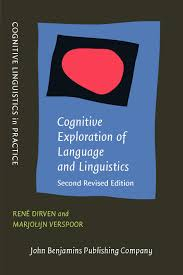 COGNITIVE LINGUISTICS IN PRACTICE
Cognitive
Exploration of
Language
and Linguistics
Second Revised Edition
RENÉ DIRVEN AND
MARJOLIJN VERSPOOR
John Benjamins Publishing Company